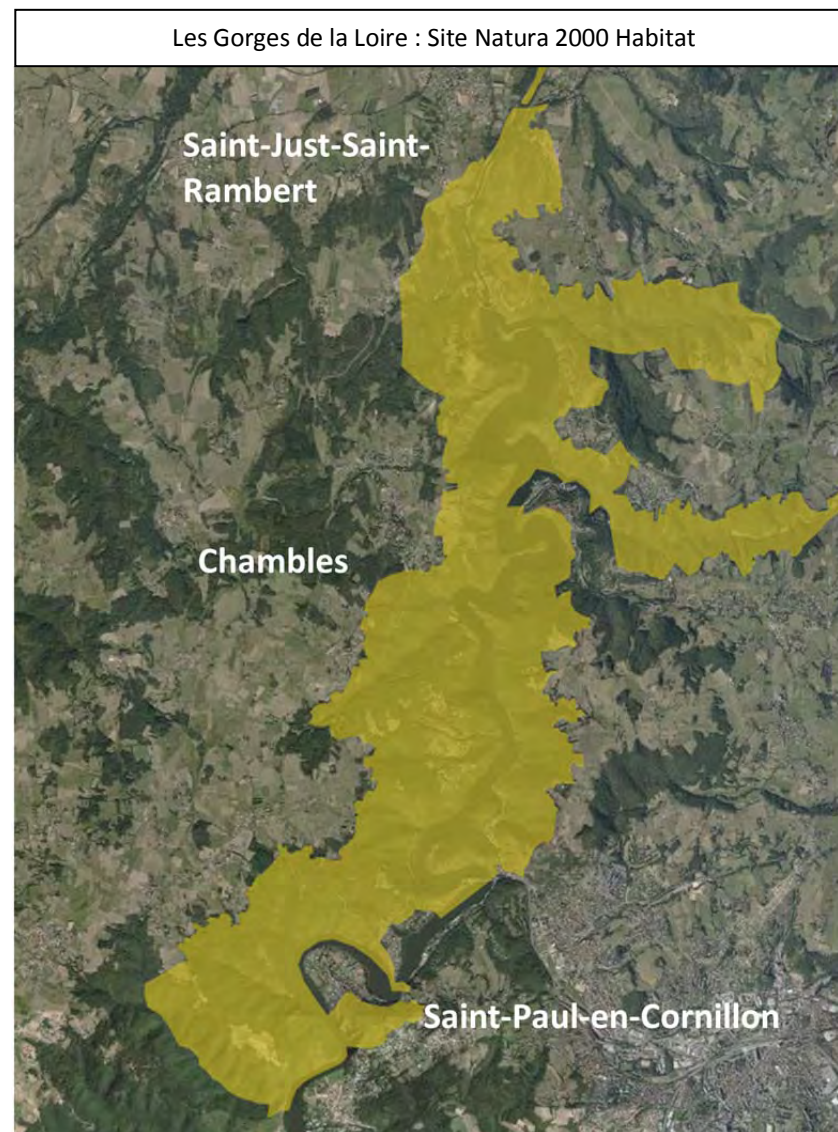 Les Gorges de la Loire : Site Natura 2000 Habitat
Saint-Just-Saint-
Rambert
Chambles
Saint-Paul-en-Cornillon